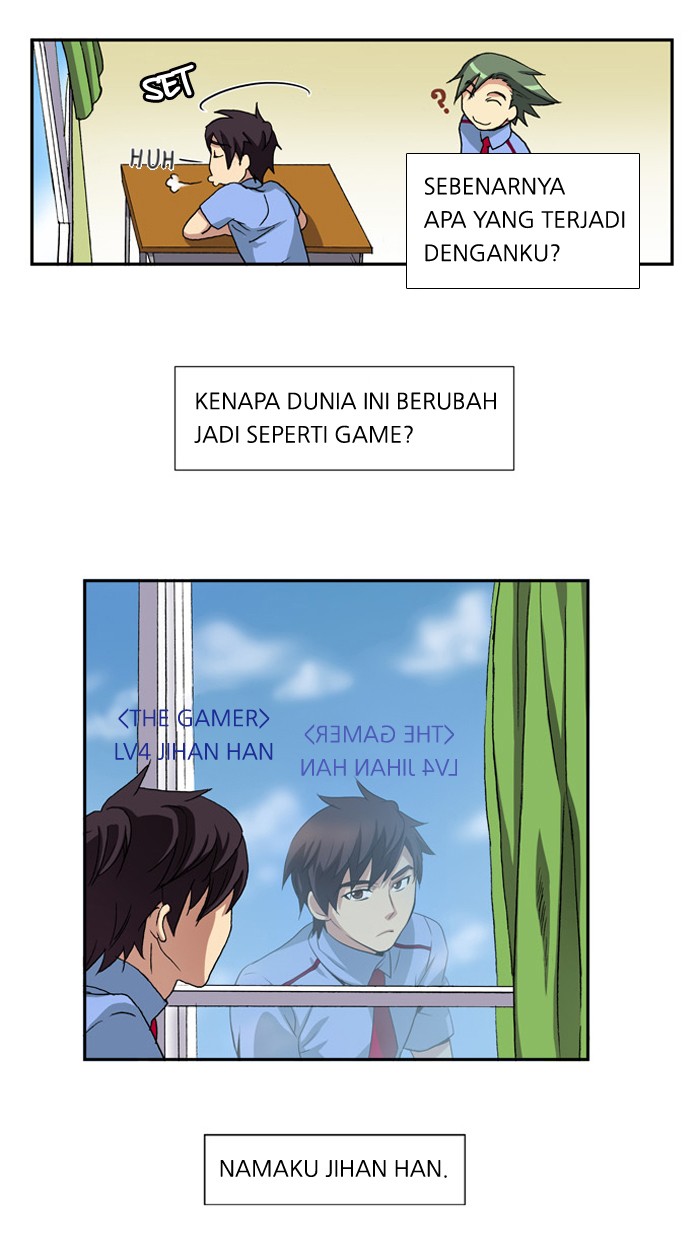 SET
HUH
?
SEBENARNYA
APA YANG TERJADI
DENGANKU?
KENAPA DUNIA INI BERUBAH
JADI SEPERTI GAME?
<THE GAMER>
LV4 JIHAN HAN
<THE GAMER>
LV4 JIHAN HAN
NAMAKU JIHAN HAN.